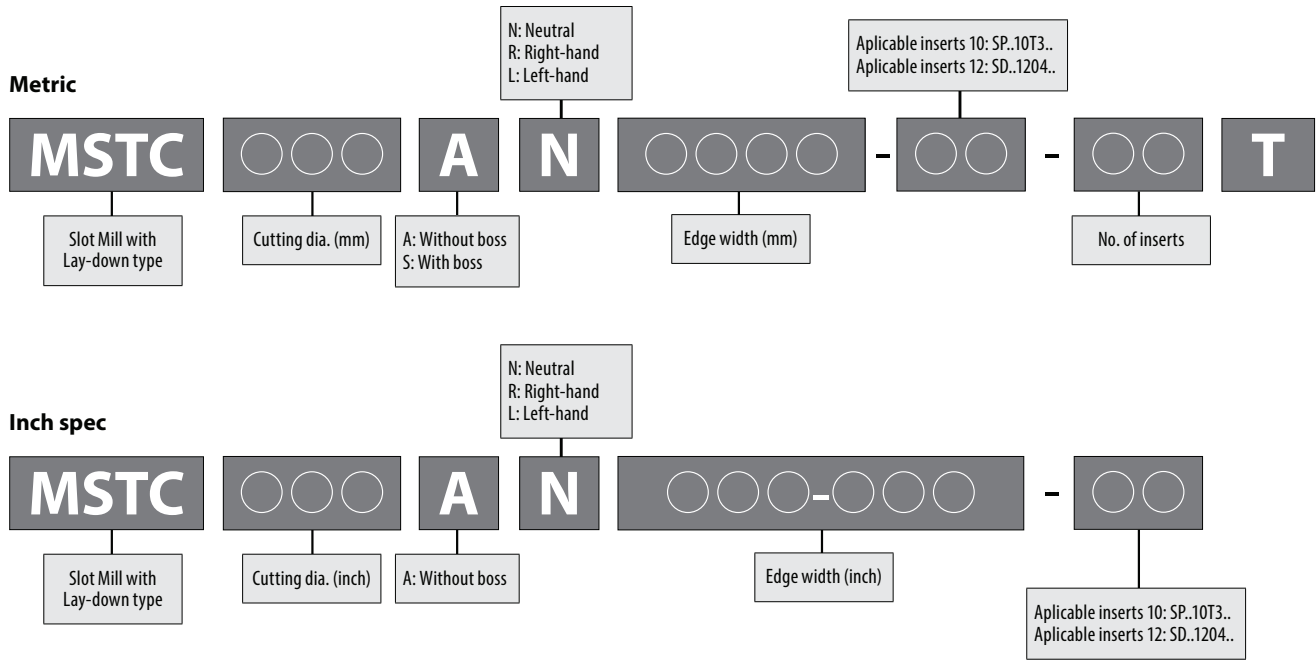 N: Neutral
R: Right-hand
L: Left-hand
Aplicable inserts 10: SP..10T3..
Aplicable inserts 12: SD..1204..
Metric
MSTC ○○○ A N ○○○○ - ○○ - ○○ T
Slot Mill with
Lay-down type
Cutting dia. (mm)
A: Without boss
S: With boss
Edge width (mm)
No. of inserts
N: Neutral
R: Right-hand
L: Left-hand
Inch spec
MSTC ○○○ A N ○○○-○○○ - ○○
Slot Mill with
Lay-down type
Cutting dia. (inch)
A: Without boss
Edge width (inch)
Aplicable inserts 10: SP..10T3..
Aplicable inserts 12: SD..1204..